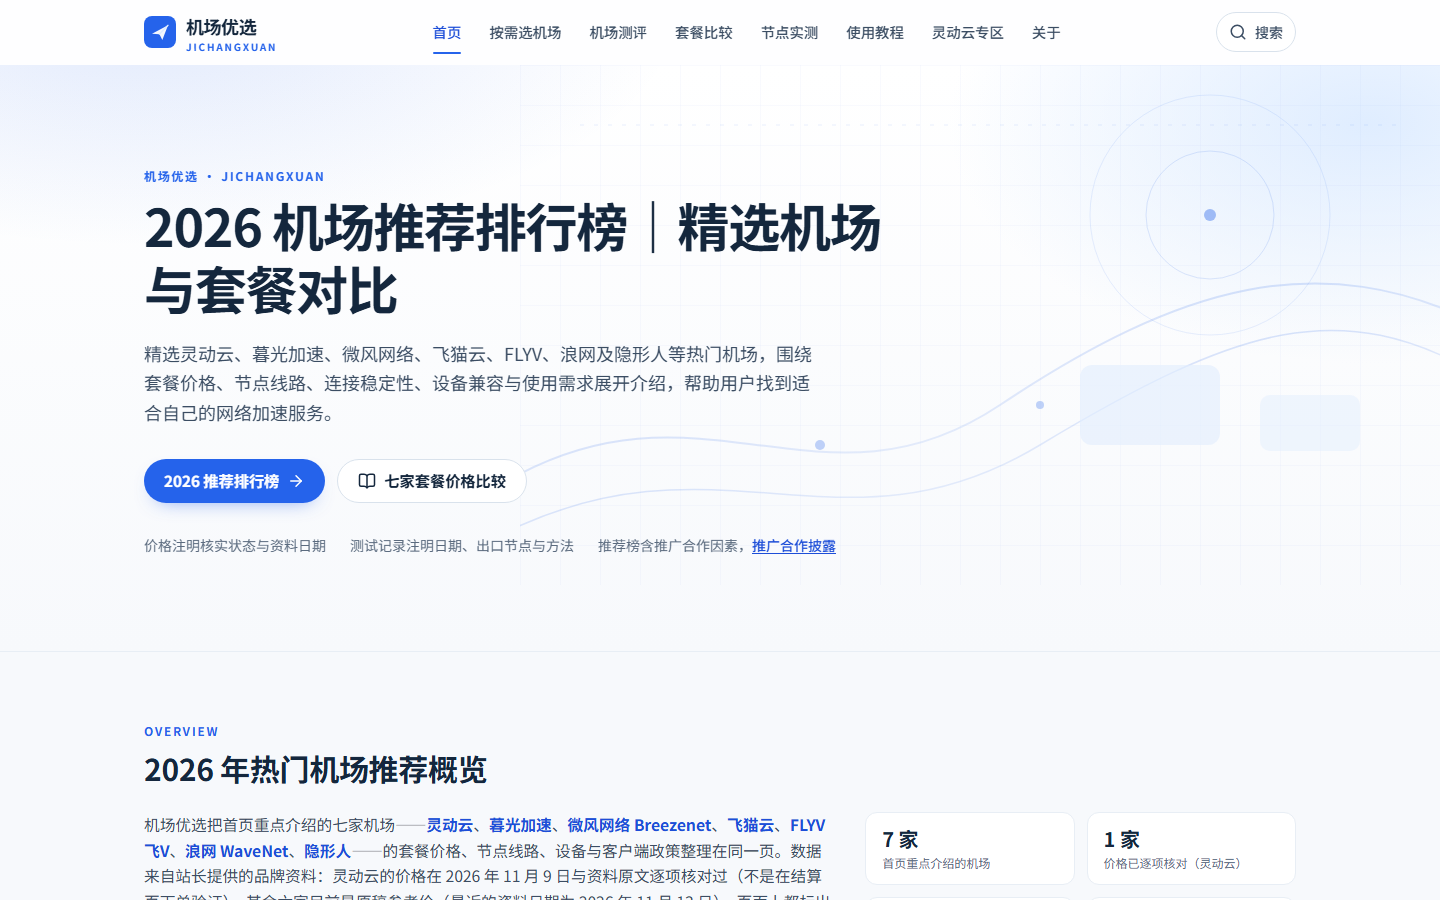 机场优选
JICHANGXUAN
首页 按需选机场 机场测评 套餐比较 节点实测 使用教程 灵动云专区 关于
搜索
机场优选 · JICHANGXUAN
2026 机场推荐排行榜｜精选机场
与套餐对比
精选灵动云、暮光加速、微风网络、飞猫云、FLYV、浪网及隐形人等热门机场，围绕
套餐价格、节点线路、连接稳定性、设备兼容与使用需求展开介绍，帮助用户找到适
合自己的网络加速服务。
2026 推荐排行榜
七家套餐价格比较
价格注明核实状态与资料日期 测试记录注明日期、出口节点与方法 推荐榜含推广合作因素，推广合作披露
OVERVIEW
2026 年热门机场推荐概览
机场优选把首页重点介绍的七家机场——灵动云、暮光加速、微风网络 Breezenet、飞猫云、FLYV
飞V、浪网 WaveNet、隐形人——的套餐价格、节点线路、设备与客户端政策整理在同一页。数据
来自站长提供的品牌资料：灵动云的价格在 2026 年 11 月 9 日与资料原文逐项核对过（不是在结算
7 家
首页重点介绍的机场
1 家
价格已逐项核对（灵动云）